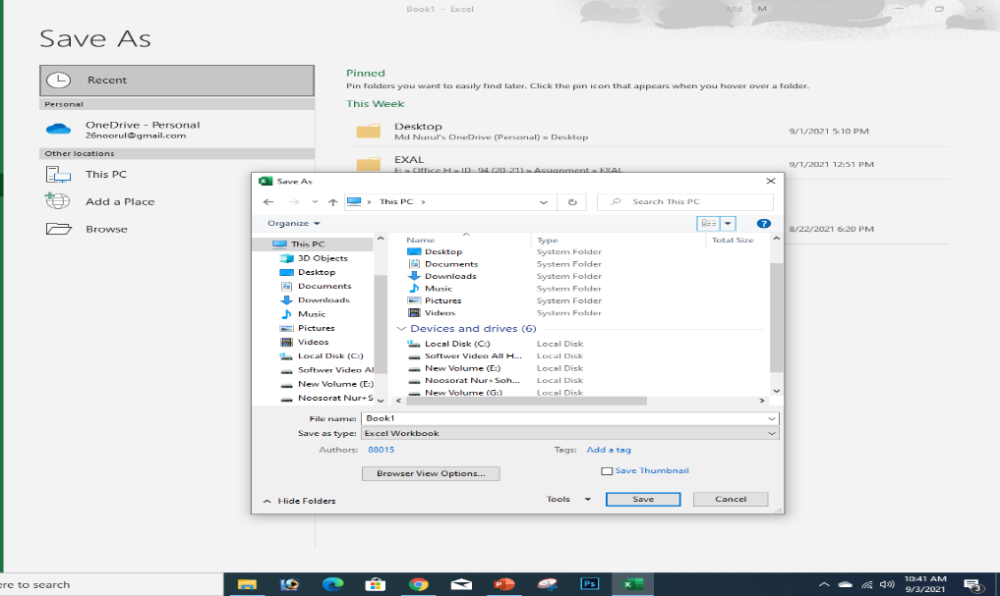 Book1 - Excel
Md M
Save As
Recent
Personal
OneDrive - Personal
26noorul@gmail.com
Other locations
This PC
Add a Place
Browse
Pinned
Pin folders you want to easily find later. Click the pin icon that appears when you hover over a folder.
This Week
Desktop
Md Nurul's OneDrive (Personal) » Desktop
9/1/2021 5:10 PM
EXAL
E: » Office H » ID- 94 (20-21) » Assignment » EXAL
9/1/2021 12:51 PM
8/22/2021 6:20 PM
Save As
This PC
Search This PC
Organize
This PC
3D Objects
Desktop
Documents
Downloads
Music
Pictures
Videos
Local Disk (C:)
Softwer Video Al
New Volume (E:)
Noosorat Nur+S
Name Type Total Size
Desktop System Folder
Documents System Folder
Downloads System Folder
Music System Folder
Pictures System Folder
Videos System Folder
Devices and drives (6)
Local Disk (C:) Local Disk
Softwer Video All H... Local Disk
New Volume (E:) Local Disk
Noosorat Nur+Soh... Local Disk
New Volume (G:) Local Disk
File name: Book1
Save as type: Excel Workbook
Authors: 88015 Tags: Add a tag
Browser View Options...
Save Thumbnail
Hide Folders
Tools Save Cancel
ere to search
Ps
10:41 AM
9/3/2021
3